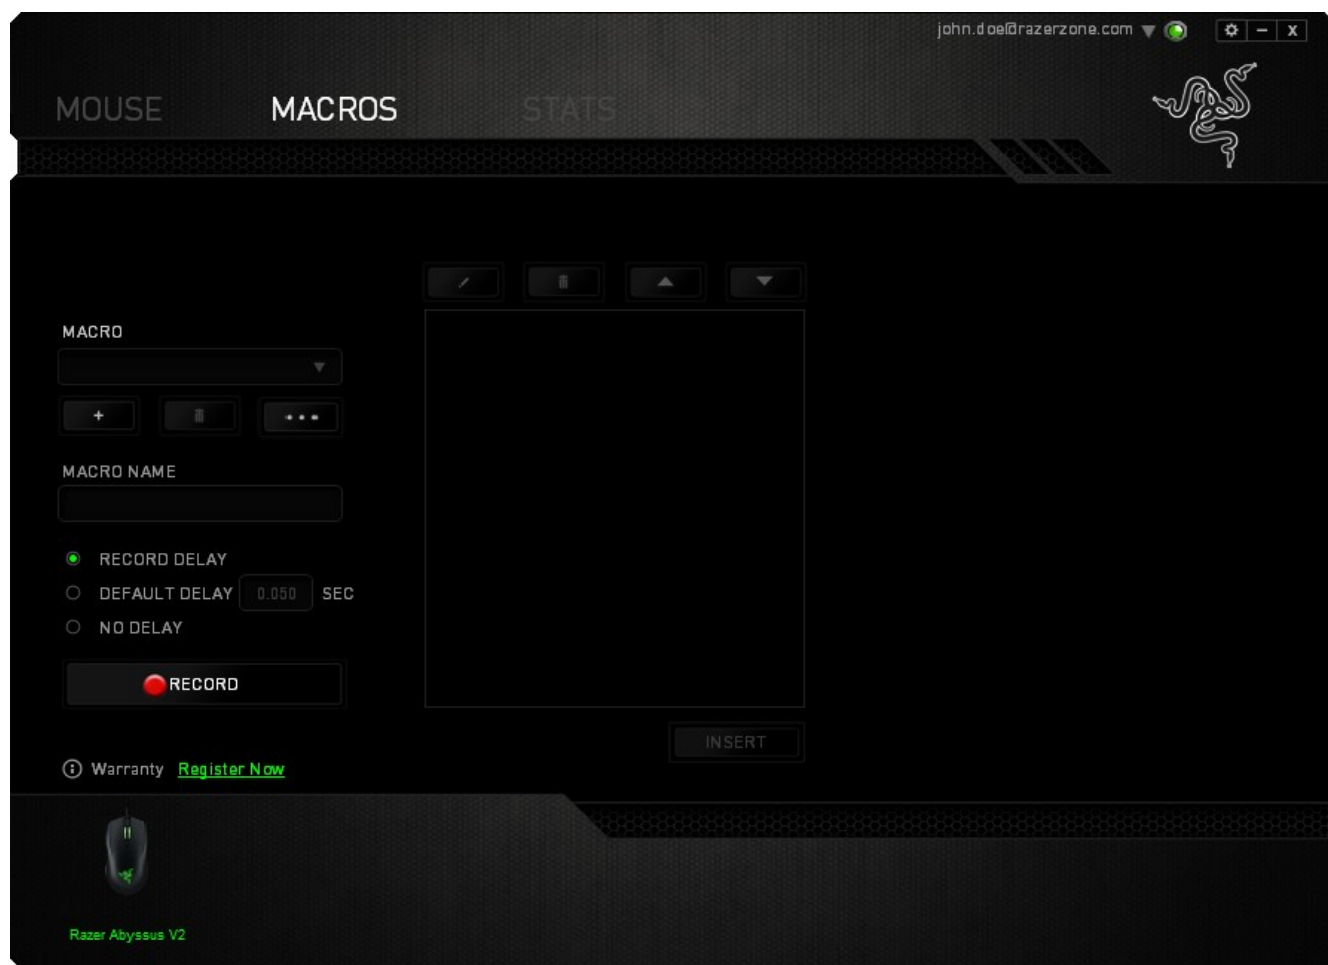 john.doe@razerzone.com
MOUSE MACROS STATS
MACRO
MACRO NAME
RECORD DELAY
DEFAULT DELAY 0.050 SEC
NO DELAY
RECORD
INSERT
Warranty Register Now
Razer Abyssus V2